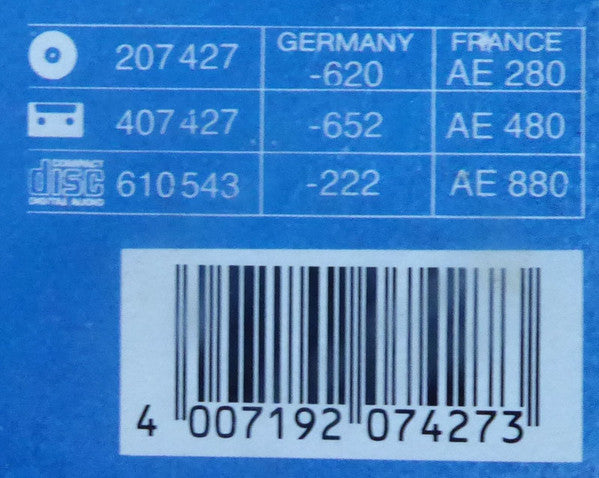 GERMANY FRANCE
207 427 -620 AE 280
407 427 -652 AE 480
COMPACT
disc 610 543 -222 AE 880
DIGITAL AUDIO
4 007192 074273